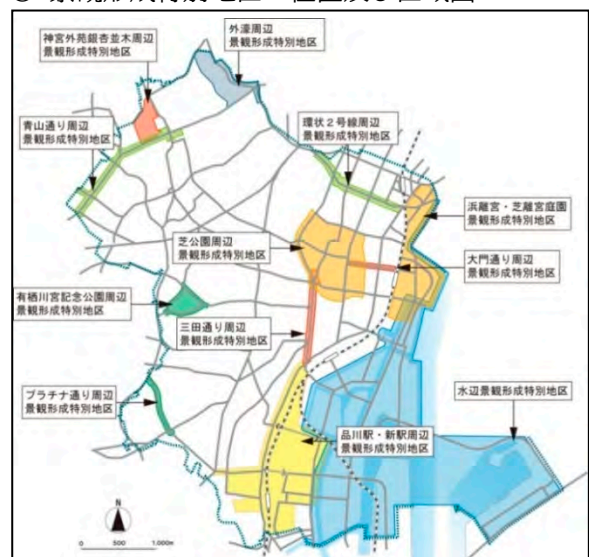 神宮外苑銀杏並木周辺
景観形成特別地区
外濠周辺
景観形成特別地区
青山通り周辺
景観形成特別地区
環状2号線周辺
景観形成特別地区
浜離宮・芝離宮庭園
景観形成特別地区
芝公園周辺
景観形成特別地区
大門通り周辺
景観形成特別地区
有栖川宮記念公園周辺
景観形成特別地区
三田通り周辺
景観形成特別地区
プラチナ通り周辺
景観形成特別地区
水辺景観形成特別地区
品川駅・新駅周辺
景観形成特別地区
N
0 500 1,000m